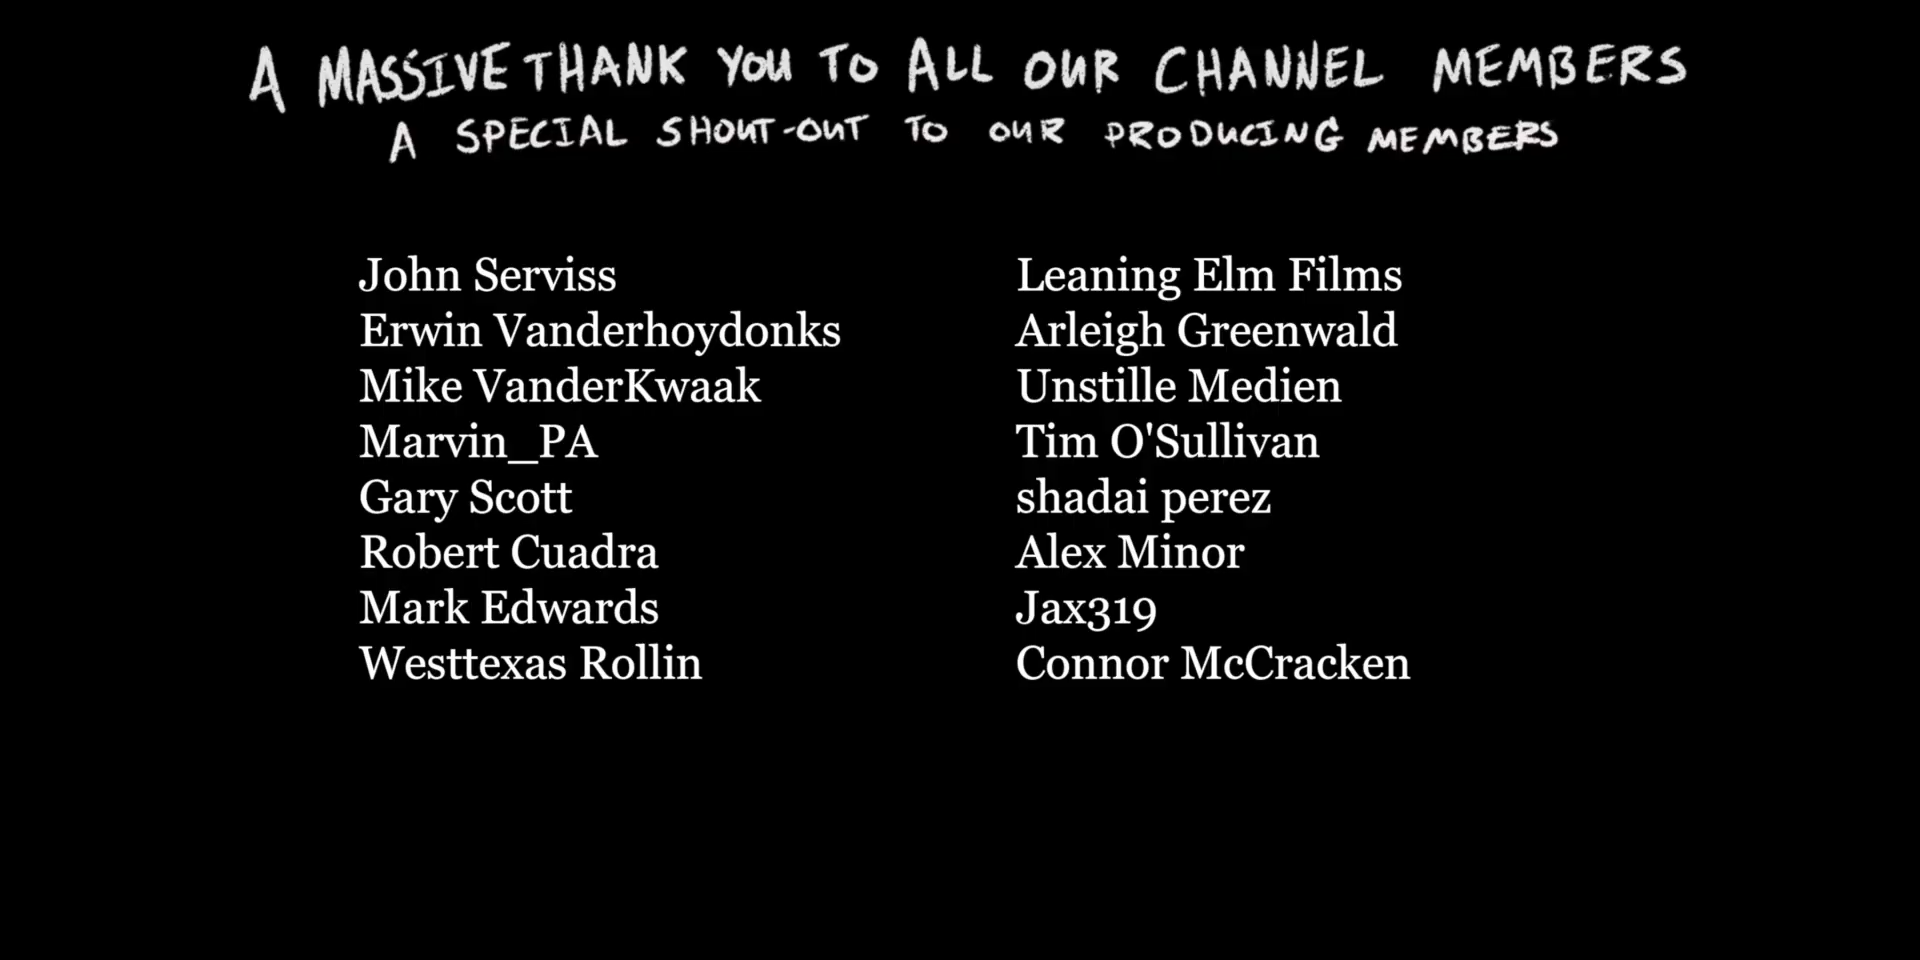 A MASSIVE THANK YOU TO ALL OUR CHANNEL MEMBERS
A SPECIAL SHOUT-OUT TO OUR PRODUCING MEMBERS
John Serviss
Erwin Vanderhoydonks
Mike VanderKwaak
Marvin_PA
Gary Scott
Robert Cuadra
Mark Edwards
Westtexas Rollin
Leaning Elm Films
Arleigh Greenwald
Unstille Medien
Tim O'Sullivan
shadai perez
Alex Minor
Jax319
Connor McCracken